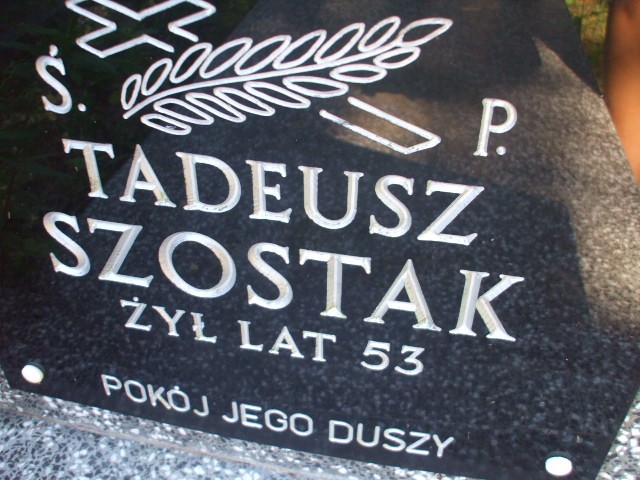 Ś. P.
TADEUSZ
SZOSTAK
ŻYŁ LAT 53
POKÓJ JEGO DUSZY